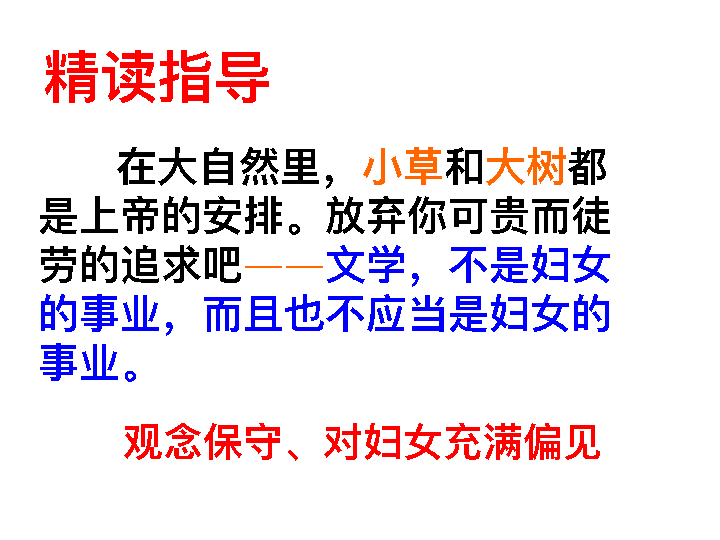 精读指导
在大自然里，小草和大树都
是上帝的安排。放弃你可贵而徒
劳的追求吧——文学，不是妇女
的事业，而且也不应当是妇女的
事业。
观念保守、对妇女充满偏见